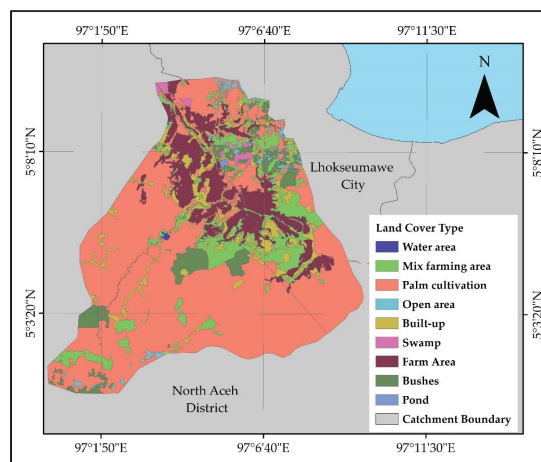 97°1'50"E 97°6'40"E 97°11'30"E
N
5°8'10"N 5°8'10"N
Lhokseumawe
City
Land Cover Type
Water area
Mix farming area
Palm cultivation
Open area
Built-up
Swamp
Farm Area
Bushes
Pond
Catchment Boundary
5°3'20"N 5°3'20"N
North Aceh
District
97°1'50"E 97°6'40"E 97°11'30"E